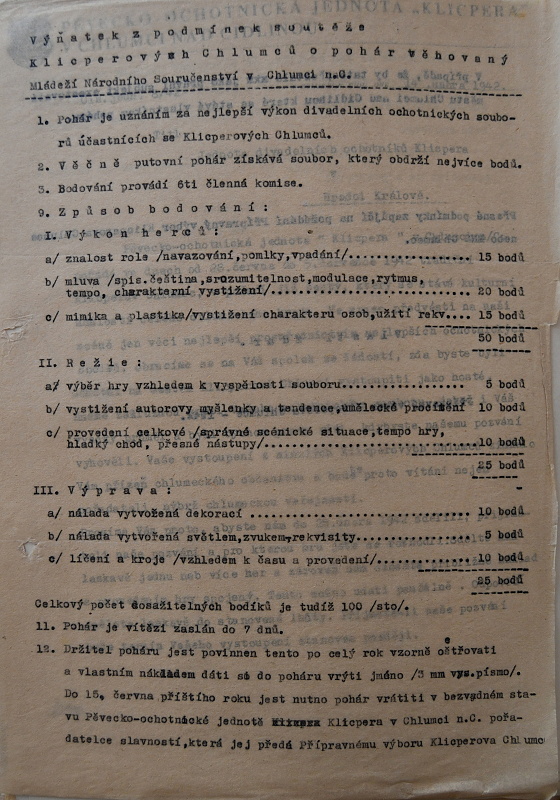 Výňatek z podmínek soutěže
Klicperových Chlumců o pohár věnovaný
Mládeží Národního Souručenství v Chlumci n.C.
1. Pohár je uznáním za nejlepší výkon divadelních ochotnických soubo-
rů účastnících se Klicperových Chlumců.
2. Věčně putovní pohár získává soubor, který obdrží nejvíce bodů.
3. Bodování provádí 6ti členná komise.
9. Způsob bodování:
I. Výkon herců:
a/ znalost role /navazování,pomlky,vpadání/ 15 bodů
b/ mluva /spis.čeština,srozumitelnost,modulace,rytmus,
tempo, charakterní vystižení/ 20 bodů
c/ mimika a plastika/vystižení charakteru osob,užití rekv. 15 bodů
50 bodů
II. Režie:
a/ výběr hry vzhledem k vyspělosti souboru 5 bodů
b/ vystižení autorovy myšlenky a tendence,umělecké procítění 10 bodů
c/ provedení celkové /správné scénické situace,tempo hry,
hladký chod, přesné nástupy/ 10 bodů
25 bodů
III. Výprava:
a/ nálada vytvožená dekorací 10 bodů
b/ nálada vytvožená světlem,zvukem,rekvisity 5 bodů
c/ líčení a kroje /vzhledem k času a provadení/ 10 bodů
25 bodů
Celkový počet dosažitelných bodíků je tudíž 100 /sto/.
11. Pohár je vítězi zaslán do 7 dnů.
12. Držitel poháru jest povinnen tento po celý rok vzorně ošetřovati
a vlastním nákladem dáti si do poháru vrýti jméno /3 mm vys.písmo/.
Do 15. června příštího roku jest nutno pohár vrátiti v bezvadném sta-
vu Pěvecko-ochotnické jednotě Klicpera v Chlumci n.C. pořa-
datelce slavností,která jej předá Přípravnému výboru Klicperova Chlumce